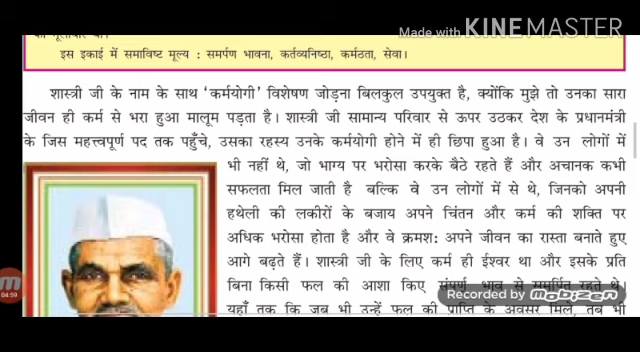 Made with KINEMASTER
इस इकाई में समाविष्ट मूल्य : समर्पण भावना, कर्तव्यनिष्ठा, कर्मठता, सेवा।
शास्त्री जी के नाम के साथ ‘कर्मयोगी’ विशेषण जोड़ना बिलकुल उपयुक्त है, क्योंकि मुझे तो उनका सारा
जीवन ही कर्म से भरा हुआ मालूम पड़ता है। शास्त्री जी सामान्य परिवार से ऊपर उठकर देश के प्रधानमंत्री
के जिस महत्त्वपूर्ण पद तक पहुँचे, उसका रहस्य उनके कर्मयोगी होने में ही छिपा हुआ है। वे उन लोगों में
भी नहीं थे, जो भाग्य पर भरोसा करके बैठे रहते हैं और अचानक कभी
सफलता मिल जाती है बल्कि वे उन लोगों में से थे, जिनको अपनी
हथेली की लकीरों के बजाय अपने चिंतन और कर्म की शक्ति पर
अधिक भरोसा होता है और वे क्रमश: अपने जीवन का रास्ता बनाते हुए
आगे बढ़ते हैं। शास्त्री जी के लिए कर्म ही ईश्वर था और इसके प्रति
बिना किसी फल की आशा किए संपूर्ण भाव से समर्पित रहते थे।
यहाँ तक कि जब भी उन्हें फल की प्राप्ति के अवसर मिले, तब भी
04:59
Recorded by mobizen